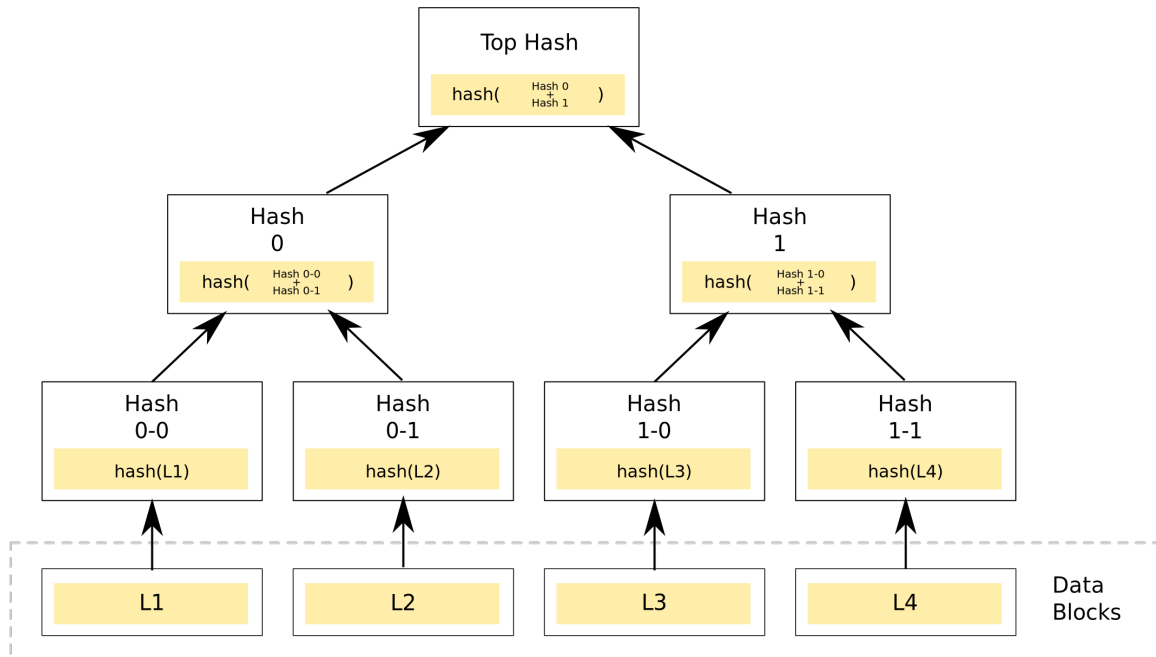 Top Hash
Hash 0
hash( + )
Hash 1
Hash
0
Hash 0-0
hash( + )
Hash 0-1
Hash
1
Hash 1-0
hash( + )
Hash 1-1
Hash
0-0
hash(L1)
Hash
0-1
hash(L2)
Hash
1-0
hash(L3)
Hash
1-1
hash(L4)
L1
L2
L3
L4
Data
Blocks